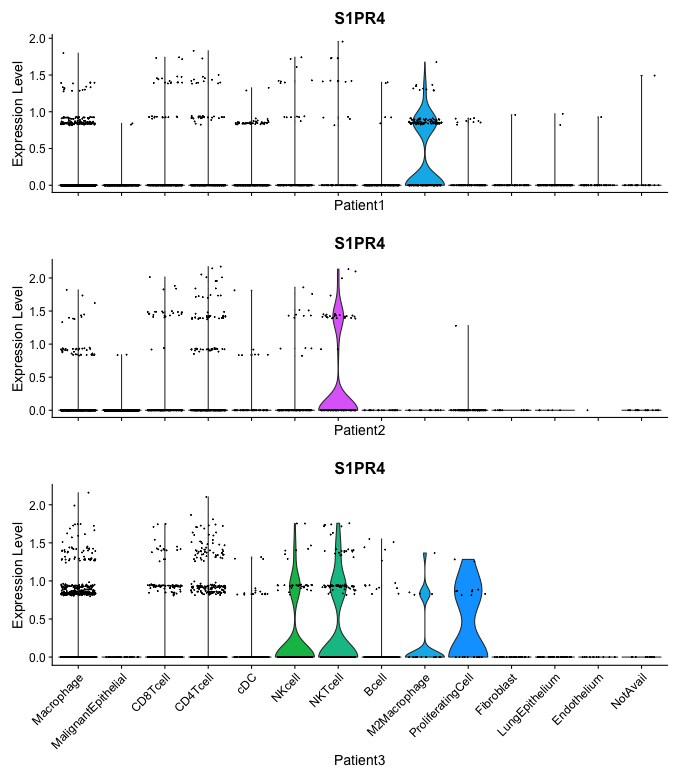 S1PR4
Expression Level
2.0
1.5
1.0
0.5
0.0
Patient1
S1PR4
Expression Level
2.0
1.5
1.0
0.5
0.0
Patient2
S1PR4
Expression Level
2.0
1.5
1.0
0.5
0.0
Macrophage
MalignantEpithelial
CD8Tcell
CD4Tcell
cDC
NKcell
NKTcell
Bcell
M2Macrophage
ProliferatingCell
Fibroblast
LungEpithelium
Endothelium
NotAvail
Patient3